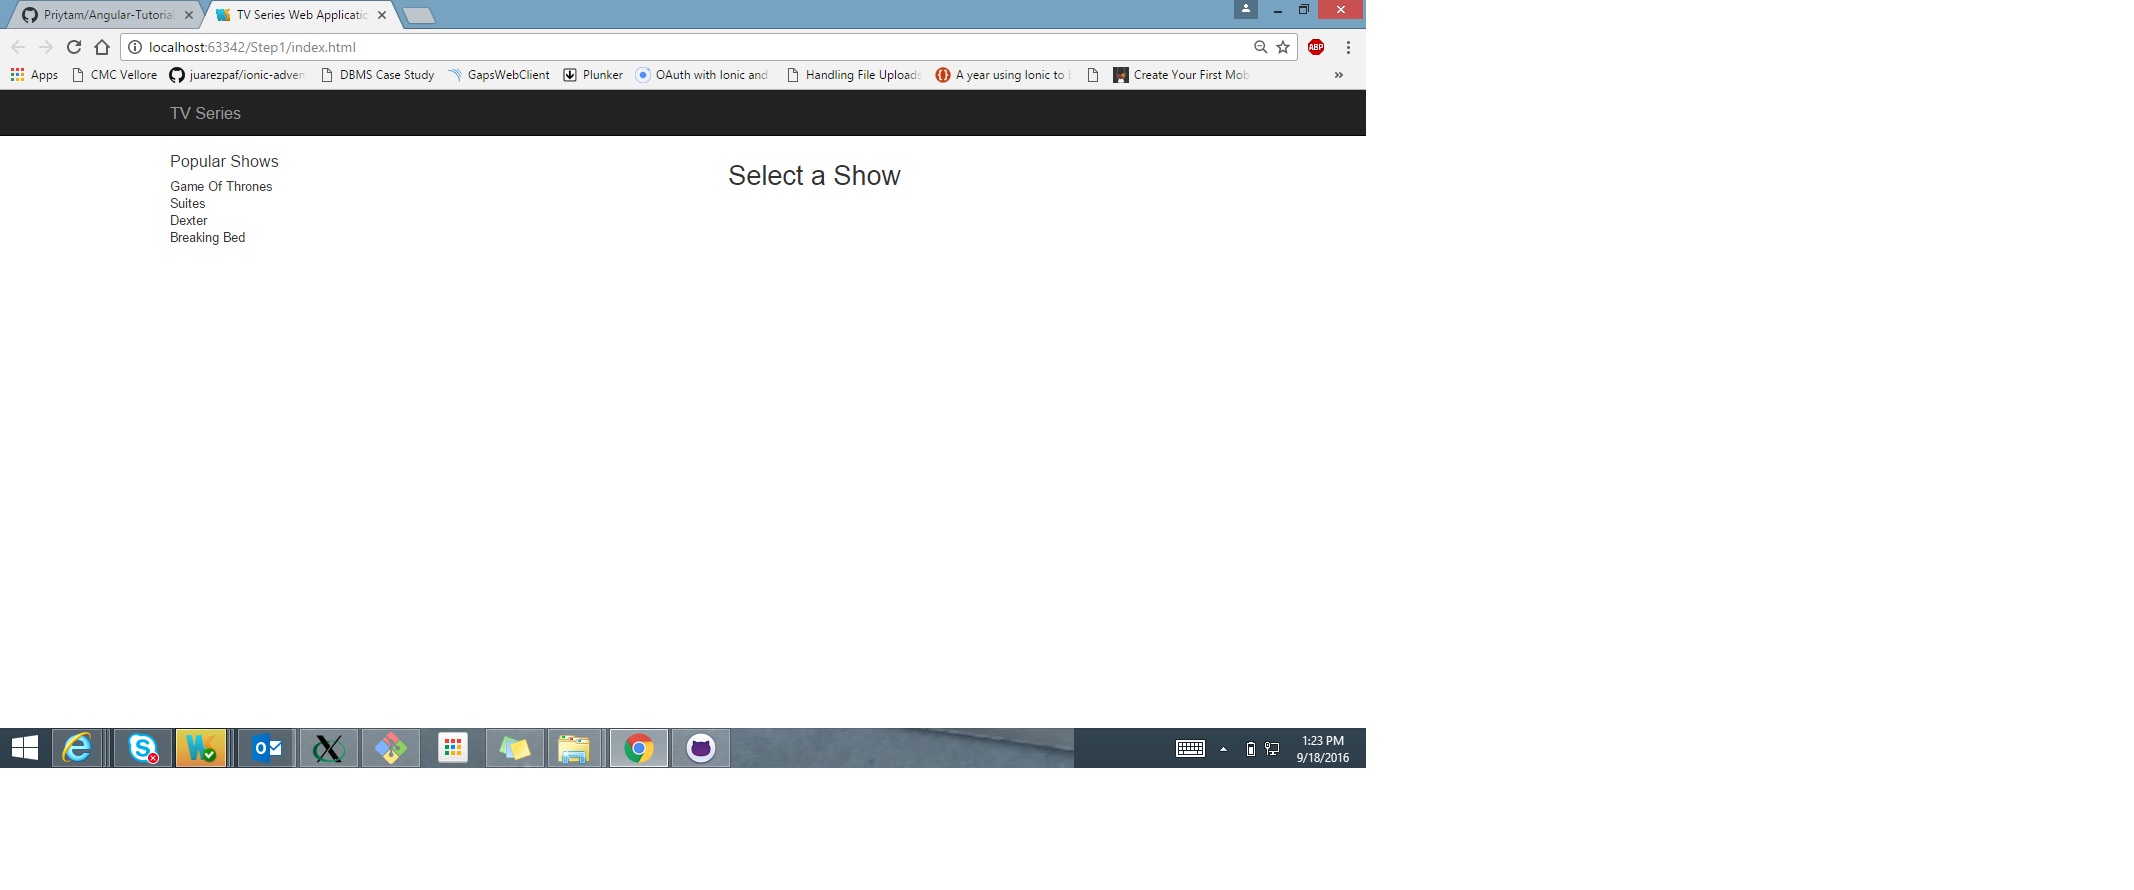 Priytam/Angular-Tutorial
TV Series Web Applicatio
localhost:63342/Step1/index.html
ABP
Apps CMC Vellore juarezpaf/ionic-adven DBMS Case Study GapsWebClient Plunker OAuth with Ionic and Handling File Uploads A year using Ionic to b Create Your First Mob »
TV Series
Popular Shows
Select a Show
Game Of Thrones
Suites
Dexter
Breaking Bed
1:23 PM
9/18/2016